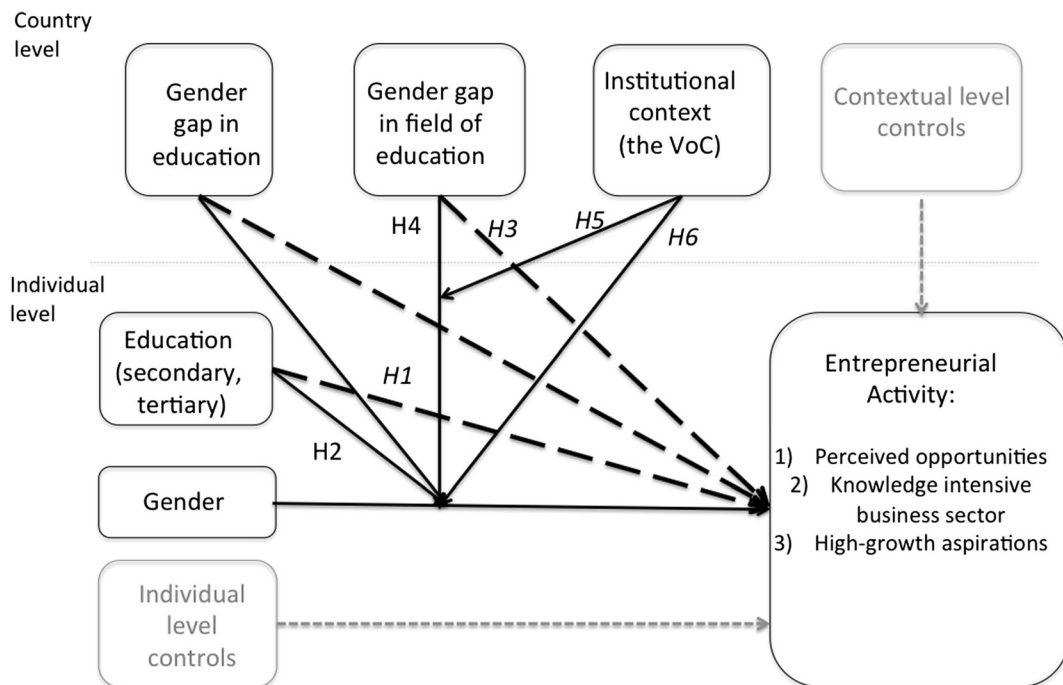 Country
level
Gender
gap in
education
Gender gap
in field of
education
Institutional
context
(the VoC)
Contextual level
controls
H4
H3
H5
H6
Individual
level
Education
(secondary,
tertiary)
H1
H2
Gender
Individual
level
controls
Entrepreneurial
Activity:
1) Perceived opportunities
2) Knowledge intensive
business sector
3) High-growth aspirations